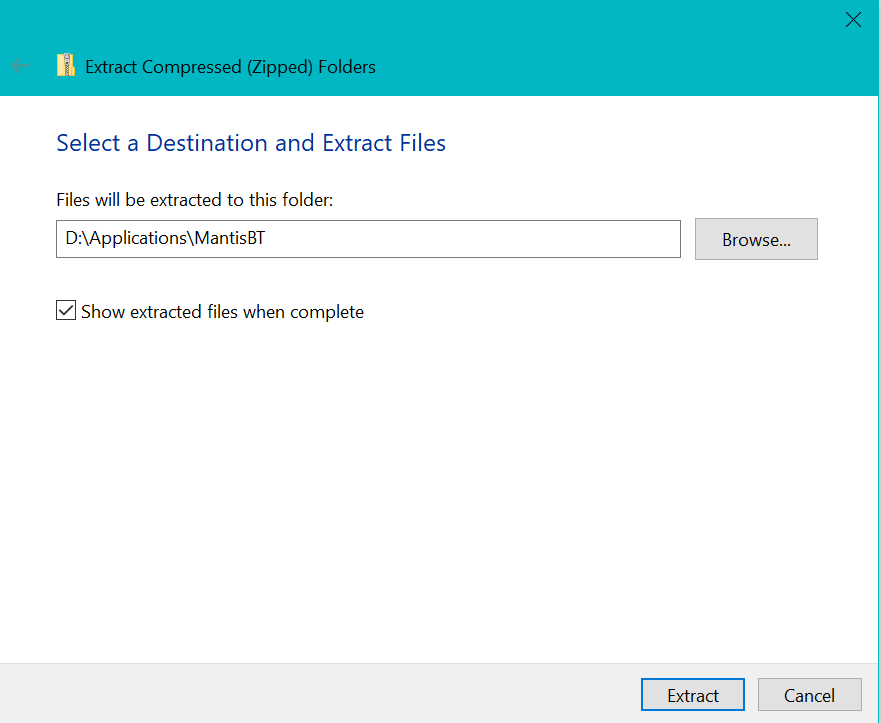 Extract Compressed (Zipped) Folders
Select a Destination and Extract Files
Files will be extracted to this folder:
D:\Applications\MantisBT
Browse...
Show extracted files when complete
Extract
Cancel